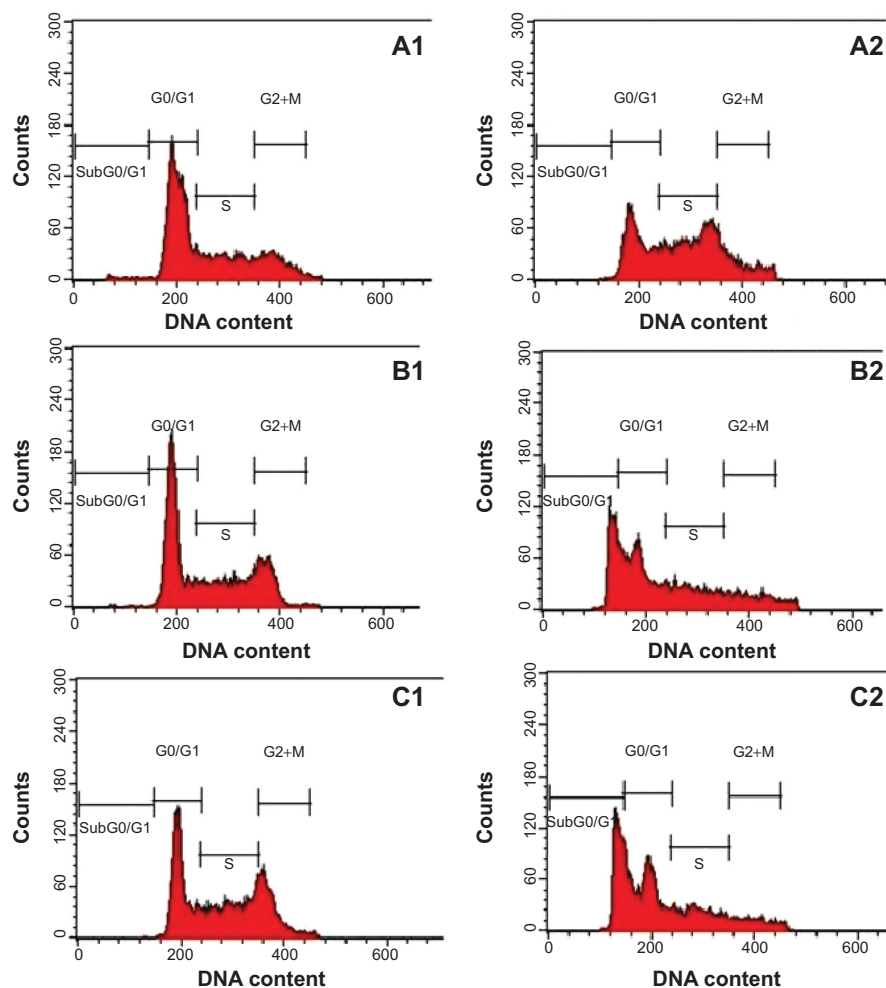 A1
300
240
180
120
60
0
Counts
G0/G1
G2+M
SubG0/G1
S
0 200 400 600
DNA content
A2
300
240
180
120
60
0
Counts
G0/G1
G2+M
SubG0/G1
S
0 200 400 600
DNA content
B1
300
240
180
120
60
0
Counts
G0/G1
G2+M
SubG0/G1
S
0 200 400 600
DNA content
B2
300
240
180
120
60
0
Counts
G0/G1
G2+M
SubG0/G1
S
0 200 400 600
DNA content
C1
300
240
180
120
60
0
Counts
G0/G1
G2+M
SubG0/G1
S
0 200 400 600
DNA content
C2
300
240
180
120
60
0
Counts
G0/G1
G2+M
SubG0/G1
S
0 200 400 600
DNA content